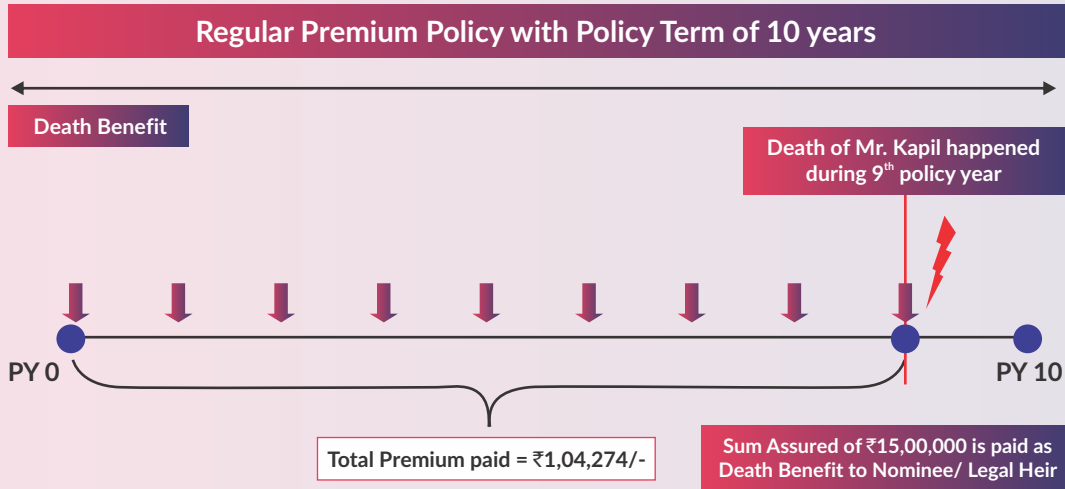 Regular Premium Policy with Policy Term of 10 years
Death Benefit
Death of Mr. Kapil happened
during 9th policy year
PY 0
PY 10
Total Premium paid = ₹1,04,274/-
Sum Assured of ₹15,00,000 is paid as
Death Benefit to Nominee/ Legal Heir